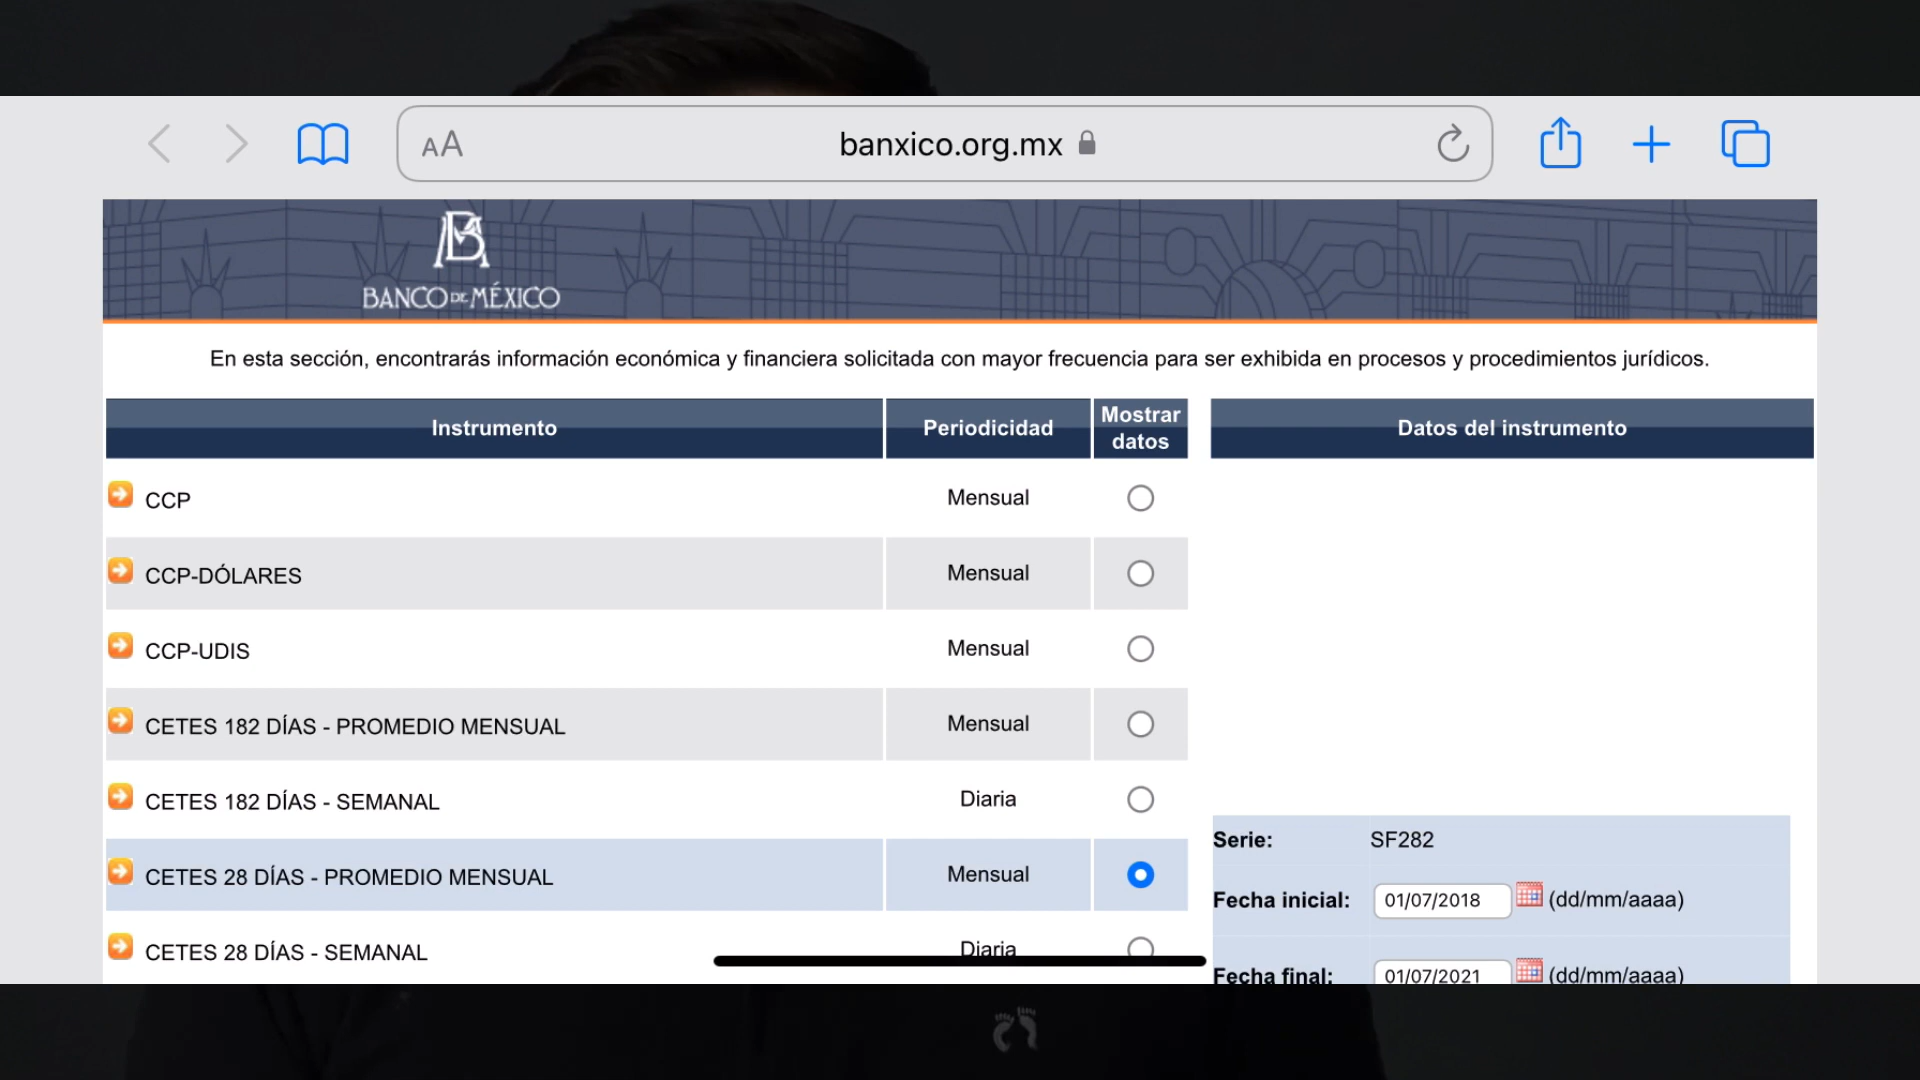 AA
banxico.org.mx
BANCO DE MÉXICO
En esta sección, encontrarás información económica y financiera solicitada con mayor frecuencia para ser exhibida en procesos y procedimientos jurídicos.
Instrumento
Periodicidad
Mostrar datos
Datos del instrumento
CCP
Mensual
CCP-DÓLARES
Mensual
CCP-UDIS
Mensual
CETES 182 DÍAS - PROMEDIO MENSUAL
Mensual
CETES 182 DÍAS - SEMANAL
Diaria
CETES 28 DÍAS - PROMEDIO MENSUAL
Mensual
CETES 28 DÍAS - SEMANAL
Diaria
Serie: SF282
Fecha inicial: 01/07/2018 (dd/mm/aaaa)
Fecha final: 01/07/2021 (dd/mm/aaaa)